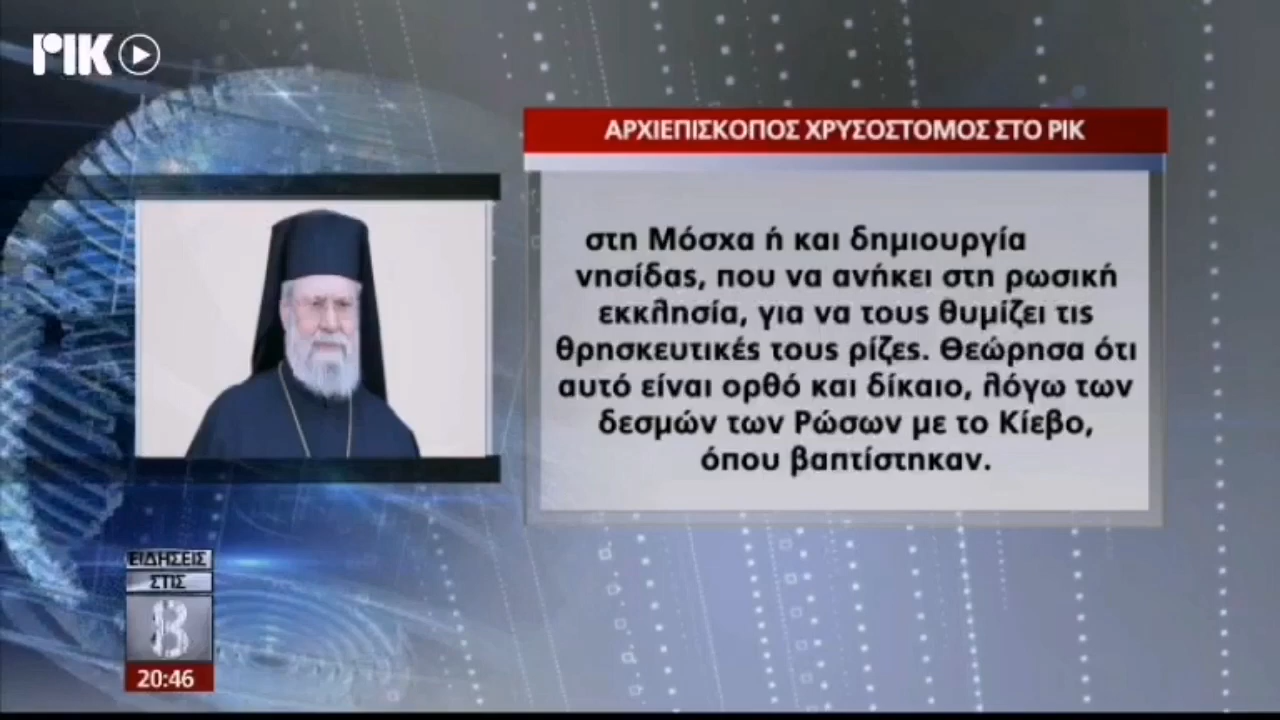 ΡΙΚ
ΑΡΧΙΕΠΙΣΚΟΠΟΣ ΧΡΥΣΟΣΤΟΜΟΣ ΣΤΟ ΡΙΚ
στη Μόσχα ή και δημιουργία
νησίδας, που να ανήκει στη ρωσική
εκκλησία, για να τους θυμίζει τις
θρησκευτικές τους ρίζες. Θεώρησα ότι
αυτό είναι ορθό και δίκαιο, λόγω των
δεσμών των Ρώσων με το Κίεβο,
όπου βαπτίστηκαν.
ΕΙΔΗΣΕΙΣ
ΣΤΙΣ
8
20:46